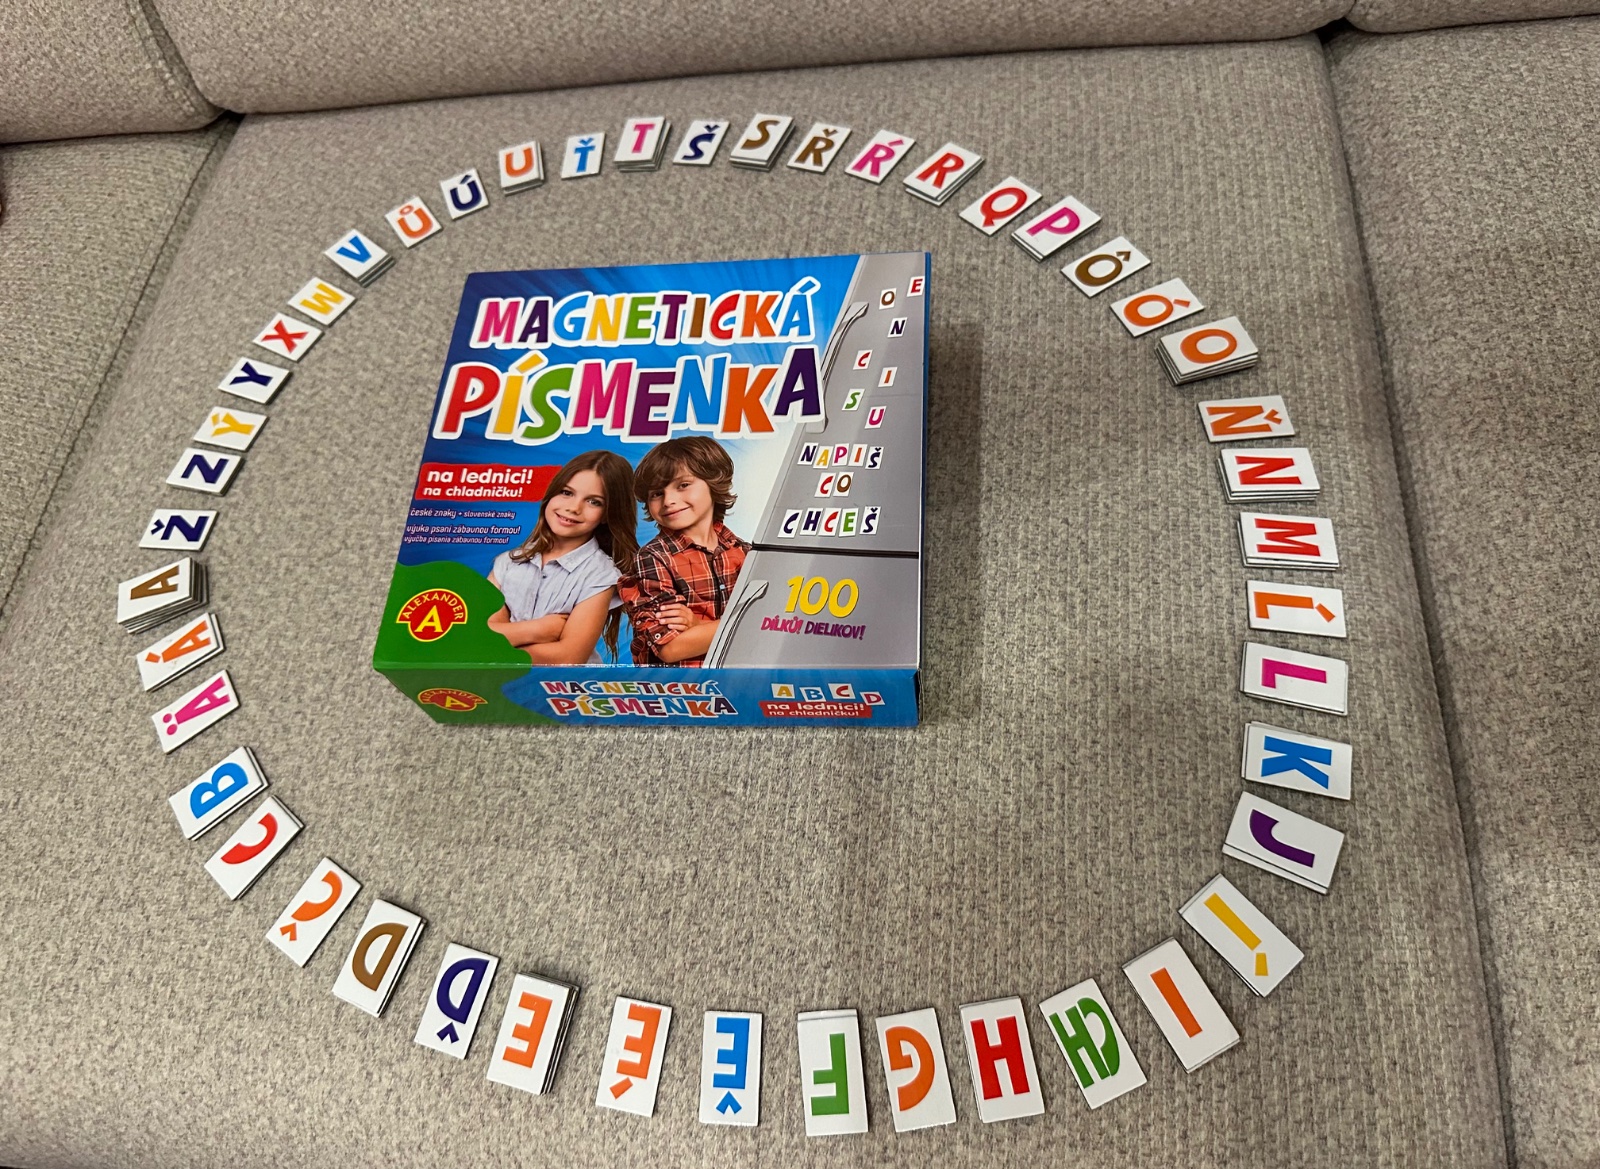 MAGNETICKÁ
PÍSMENKA
na lednici!
na chladničku!
české znaky • slovenské znaky
výuka psaní zábavnou formou!
výučba písania zábavnou formou!
ALEXANDER
A
O E
N
C
I
S U
NAPIŠ
CO
CHCEŠ
100
DÍLKŮ! DIELIKOV!
ALEXANDER
A
MAGNETICKÁ
PÍSMENKA
A B C D
na lednici!
na chladničku!
A
Á
Ä
B
C
Č
D
Ď
E
É
Ě
F
G
H
CH
I
Í
J
K
L
Ĺ
M
N
Ň
O
Ó
Ô
P
Q
R
Ŕ
Ř
S
Š
T
Ť
U
Ú
Ů
V
W
X
Y
Ý
Z
Ž